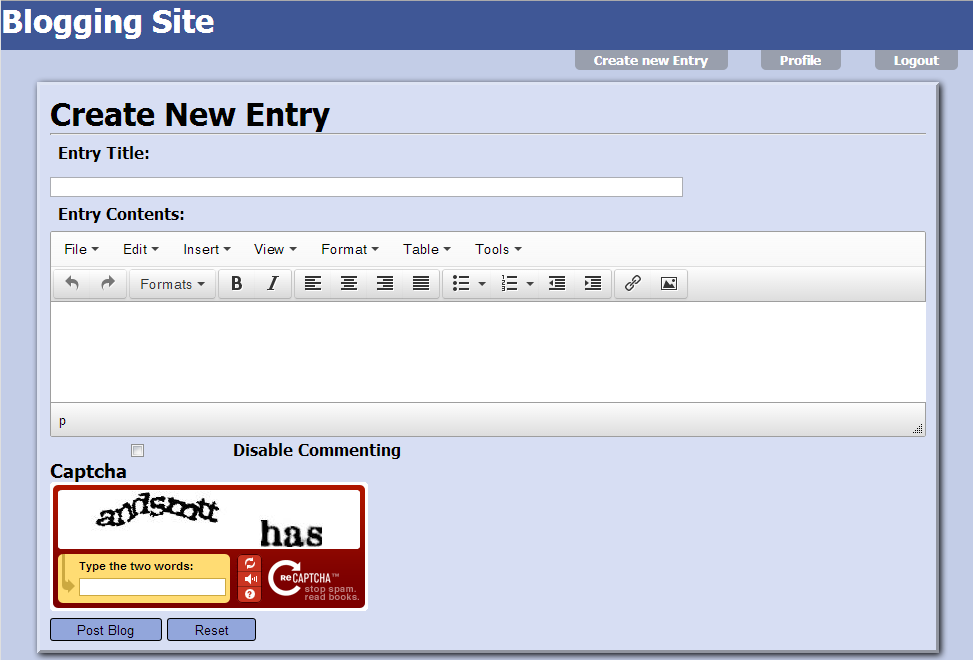 Blogging Site
Create new Entry Profile Logout
Create New Entry
Entry Title:
Entry Contents:
File Edit Insert View Format Table Tools
Formats B I
p
Disable Commenting
Captcha
andsmtt has
Type the two words:
reCAPTCHA™
stop spam.
read books.
Post Blog Reset